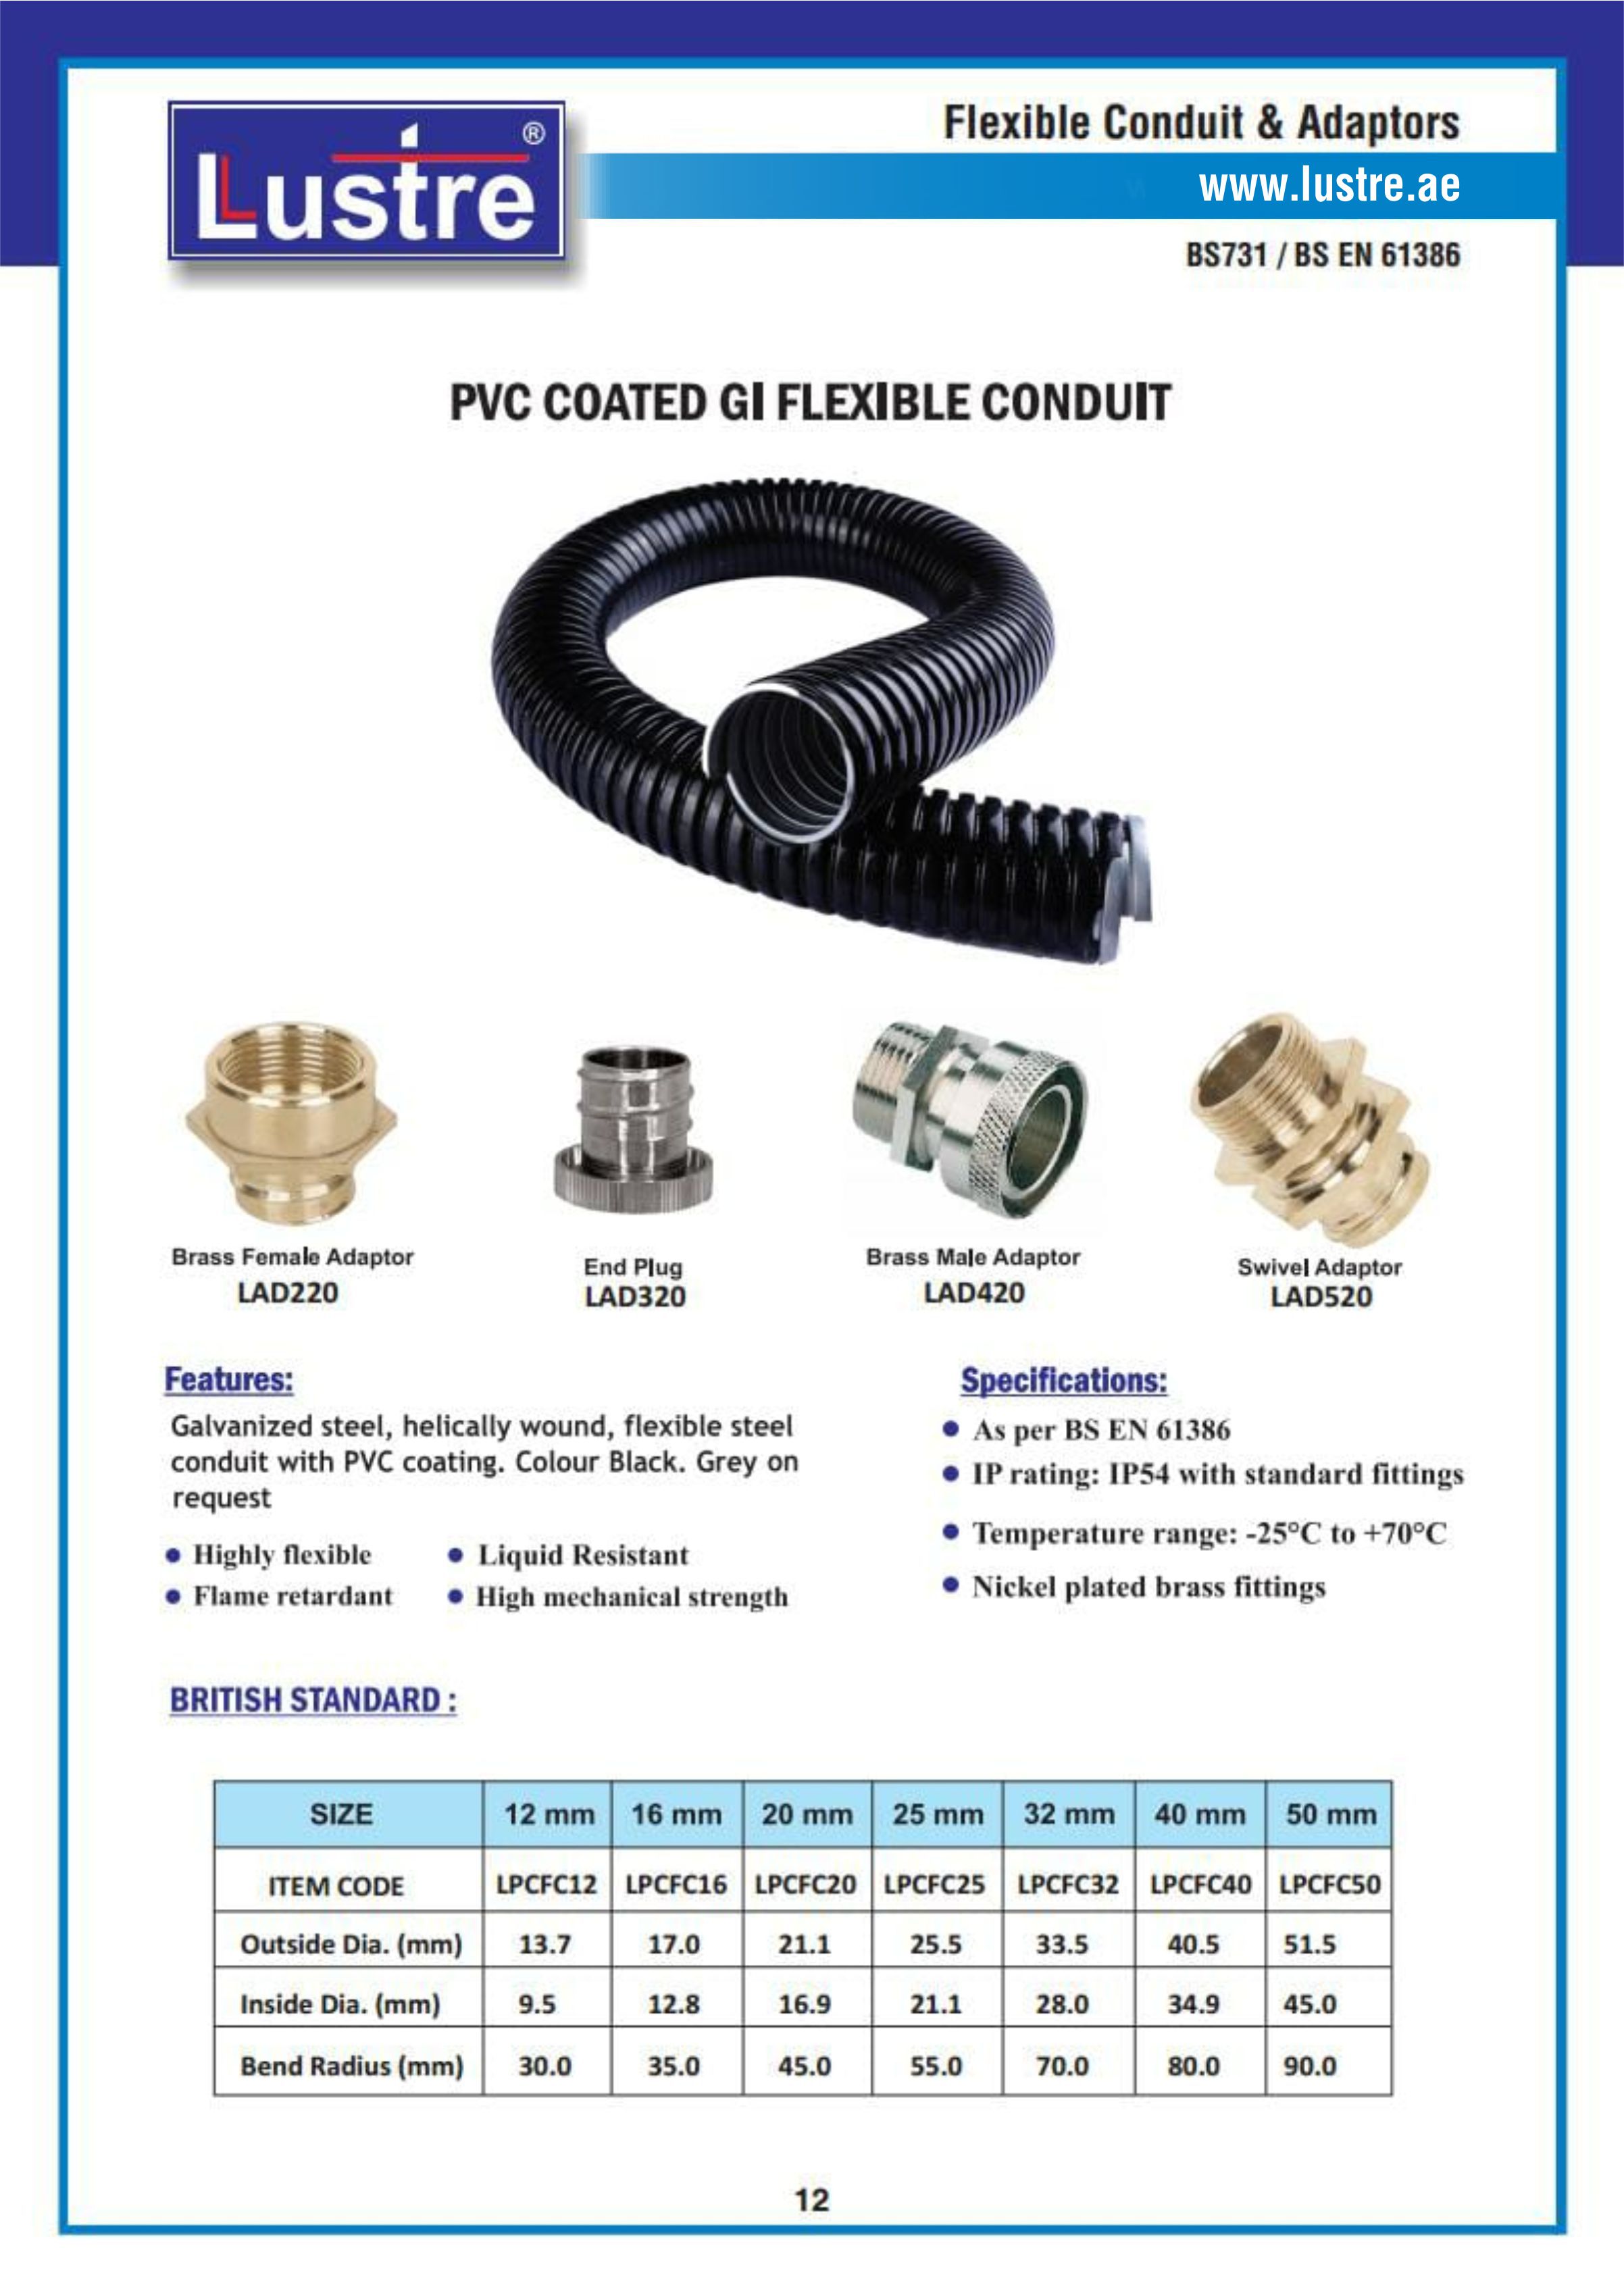 Lustre®
Flexible Conduit & Adaptors
www.lustre.ae
BS731 / BS EN 61386
PVC COATED GI FLEXIBLE CONDUIT
Brass Female Adaptor
LAD220
End Plug
LAD320
Brass Male Adaptor
LAD420
Swivel Adaptor
LAD520
Features:
Galvanized steel, helically wound, flexible steel
conduit with PVC coating. Colour Black. Grey on
request
• Highly flexible • Liquid Resistant
• Flame retardant • High mechanical strength
Specifications:
• As per BS EN 61386
• IP rating: IP54 with standard fittings
• Temperature range: -25°C to +70°C
• Nickel plated brass fittings
BRITISH STANDARD :
SIZE 12 mm 16 mm 20 mm 25 mm 32 mm 40 mm 50 mm
ITEM CODE LPCFC12 LPCFC16 LPCFC20 LPCFC25 LPCFC32 LPCFC40 LPCFC50
Outside Dia. (mm) 13.7 17.0 21.1 25.5 33.5 40.5 51.5
Inside Dia. (mm) 9.5 12.8 16.9 21.1 28.0 34.9 45.0
Bend Radius (mm) 30.0 35.0 45.0 55.0 70.0 80.0 90.0
12